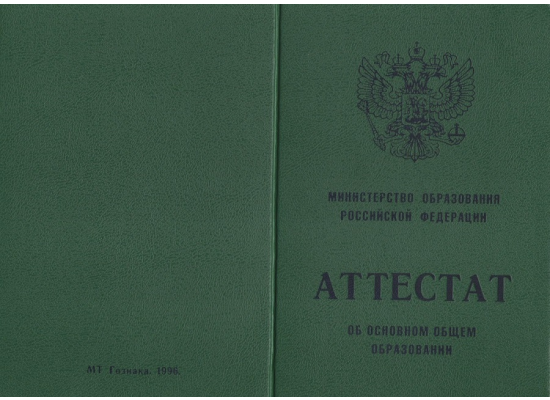 МИНИСТЕРСТВО ОБРАЗОВАНИЯ
РОССИЙСКОЙ ФЕДЕРАЦИИ
АТТЕСТАТ
ОБ ОСНОВНОМ ОБЩЕМ
ОБРАЗОВАНИИ
МТ Гознака. 1996.